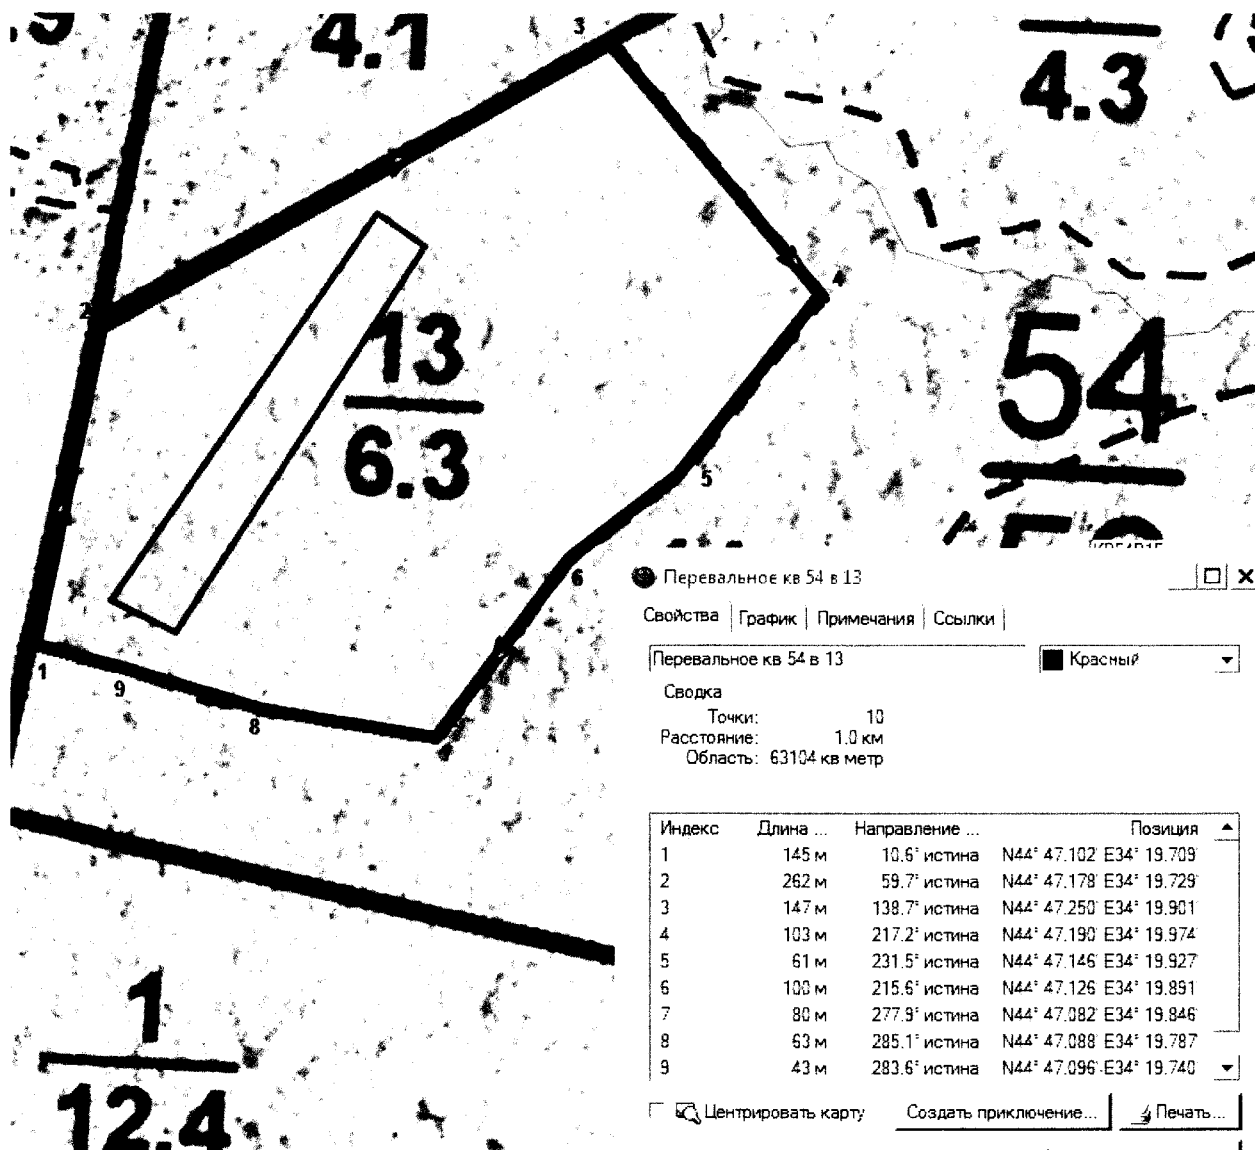 .9
4.1
3
4.3
2
4
13
6.3
54
5
6
1
9
8
1
12.4
Перевальное кв 54 в 13
Свойства График Примечания Ссылки
Перевальное кв 54 в 13 Красный
Сводка
Точки: 10
Расстояние: 1.0 км
Область: 63104 кв метр
Индекс Длина ... Направление ... Позиция
1 145 м 10.6° истина N44° 47.102' E34° 19.709'
2 262 м 59.7° истина N44° 47.178' E34° 19.729'
3 147 м 138.7° истина N44° 47.250' E34° 19.901'
4 103 м 217.2° истина N44° 47.190' E34° 19.974'
5 61 м 231.5° истина N44° 47.146' E34° 19.927'
6 100 м 215.6° истина N44° 47.126' E34° 19.891'
7 80 м 277.9° истина N44° 47.082' E34° 19.846'
8 63 м 285.1° истина N44° 47.088' E34° 19.787'
9 43 м 283.6° истина N44° 47.096' E34° 19.740'
Центрировать карту Создать приключение... Печать...